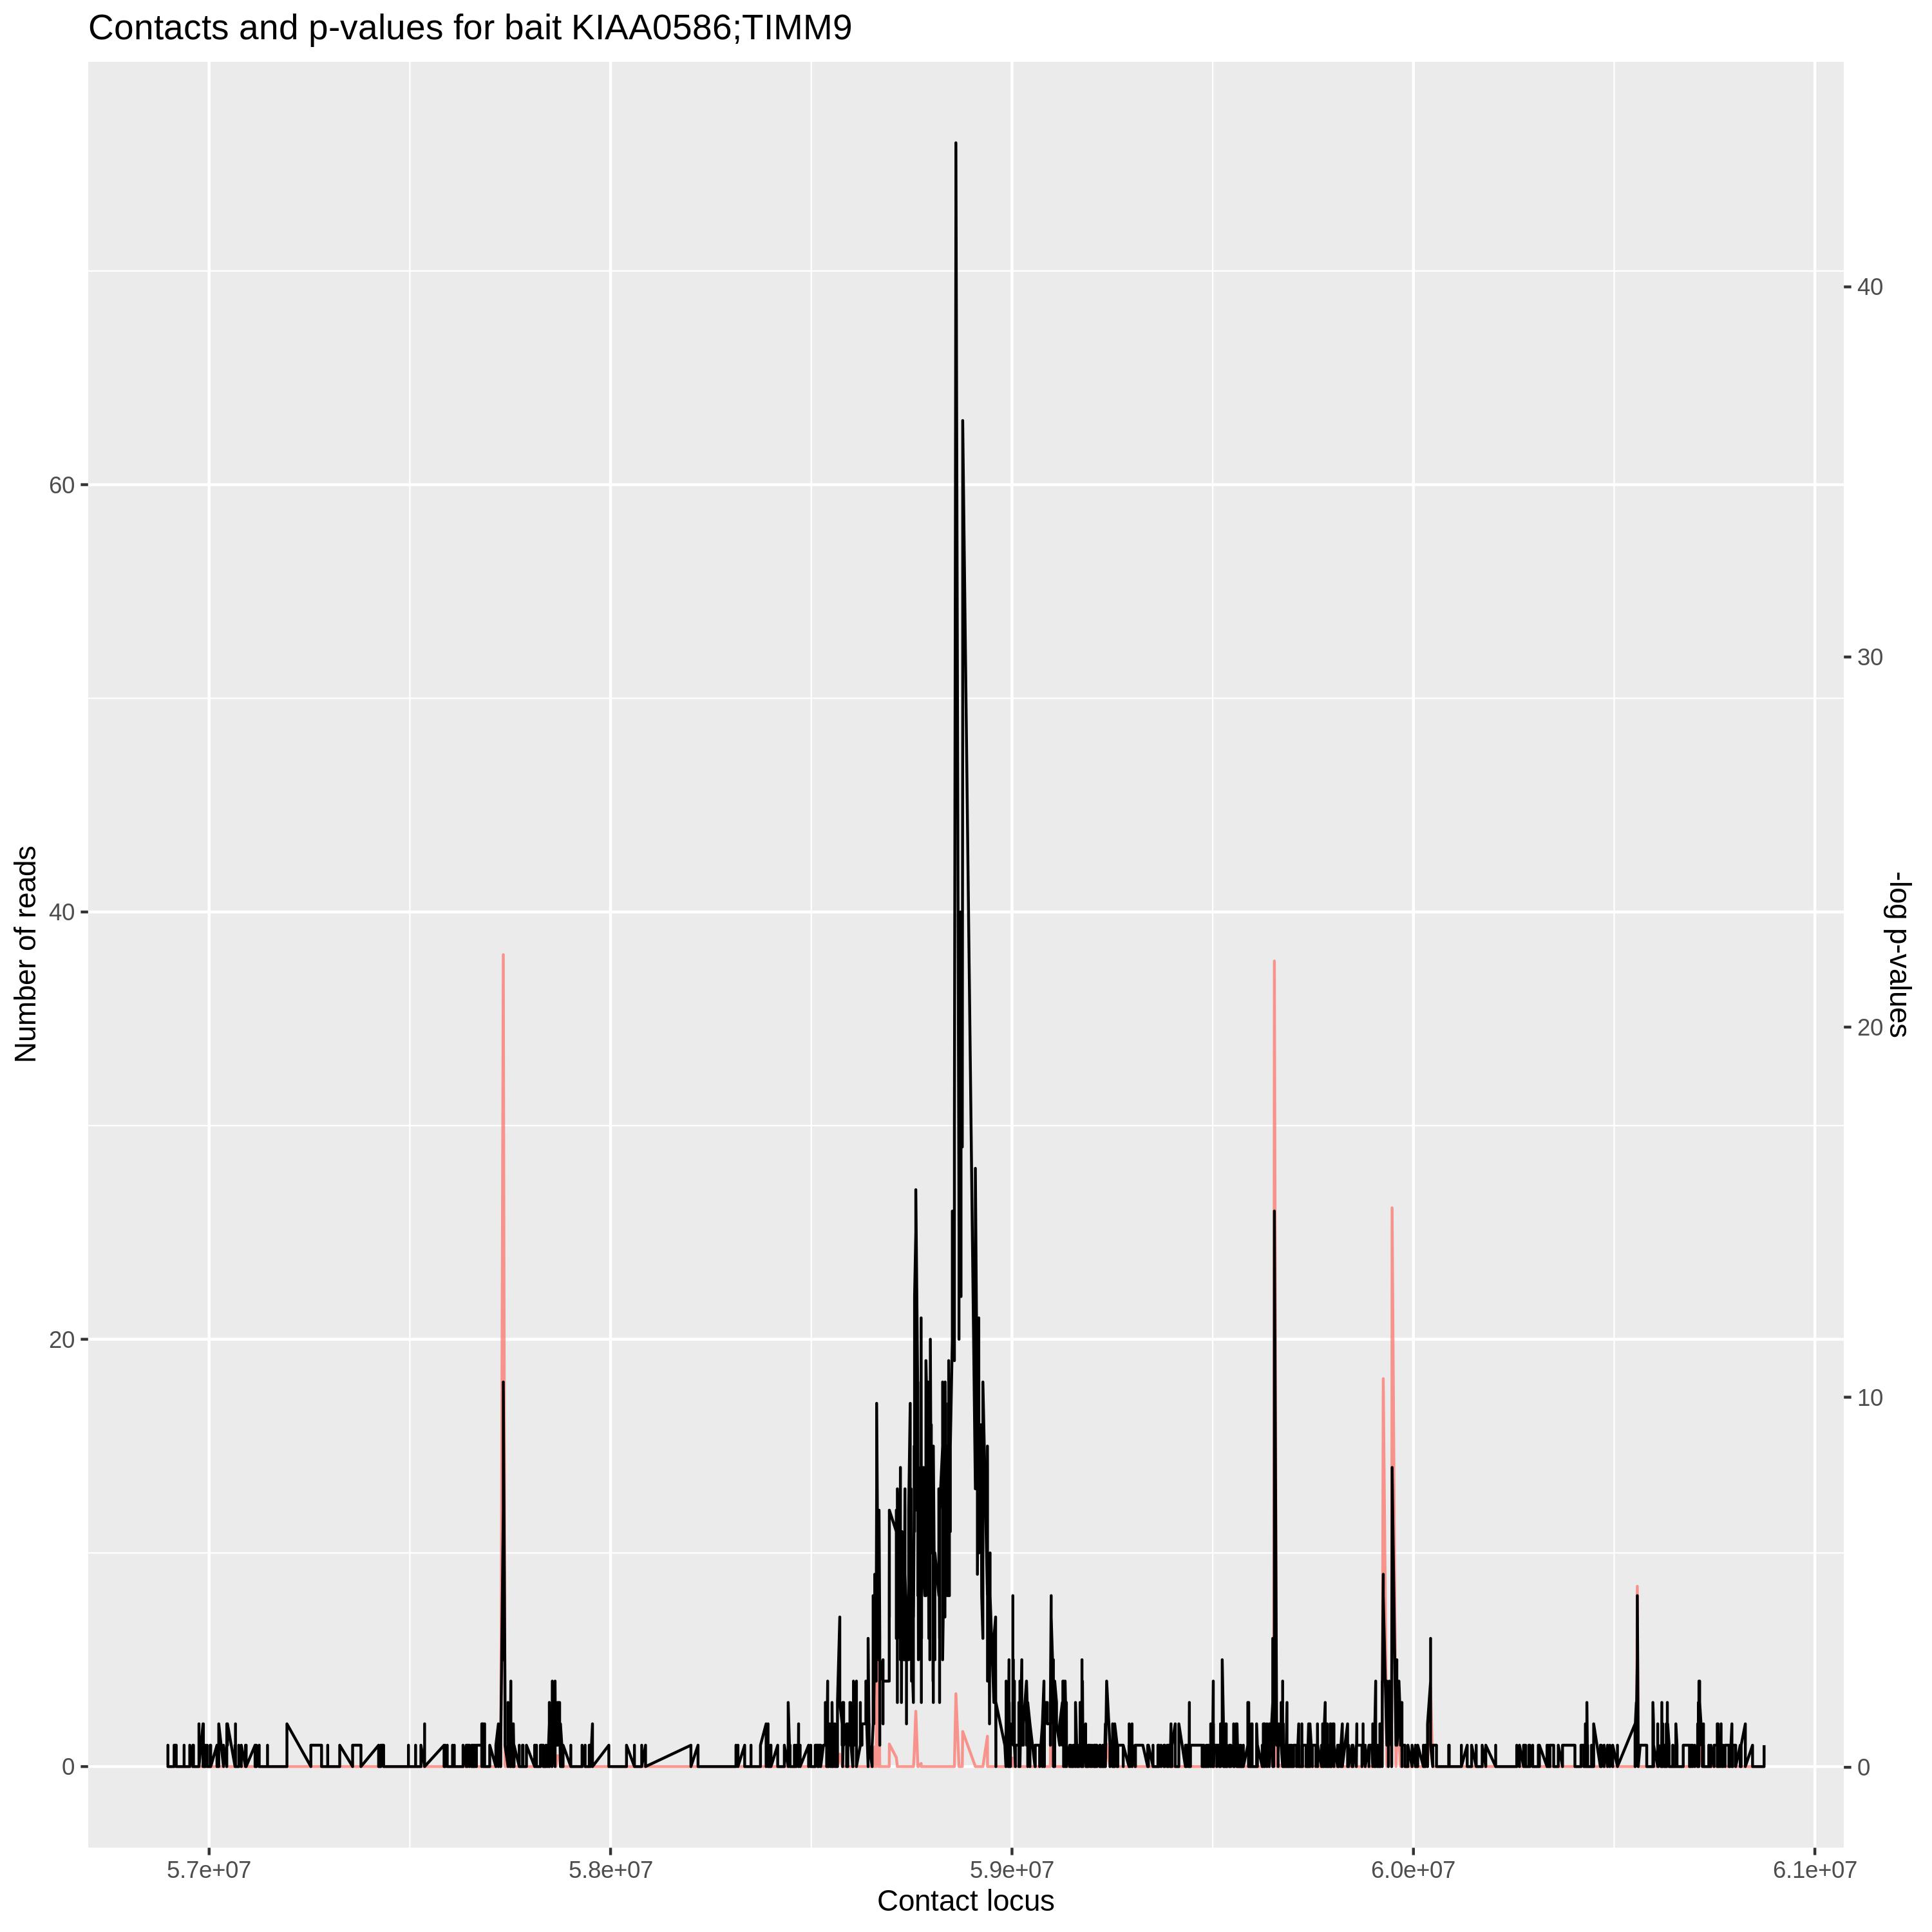 Contacts and p-values for bait KIAA0586;TIMM9
Number of reads
60
40
20
0
40
30
20
10
0
-log p-values
5.7e+07
5.8e+07
5.9e+07
6.0e+07
6.1e+07
Contact locus